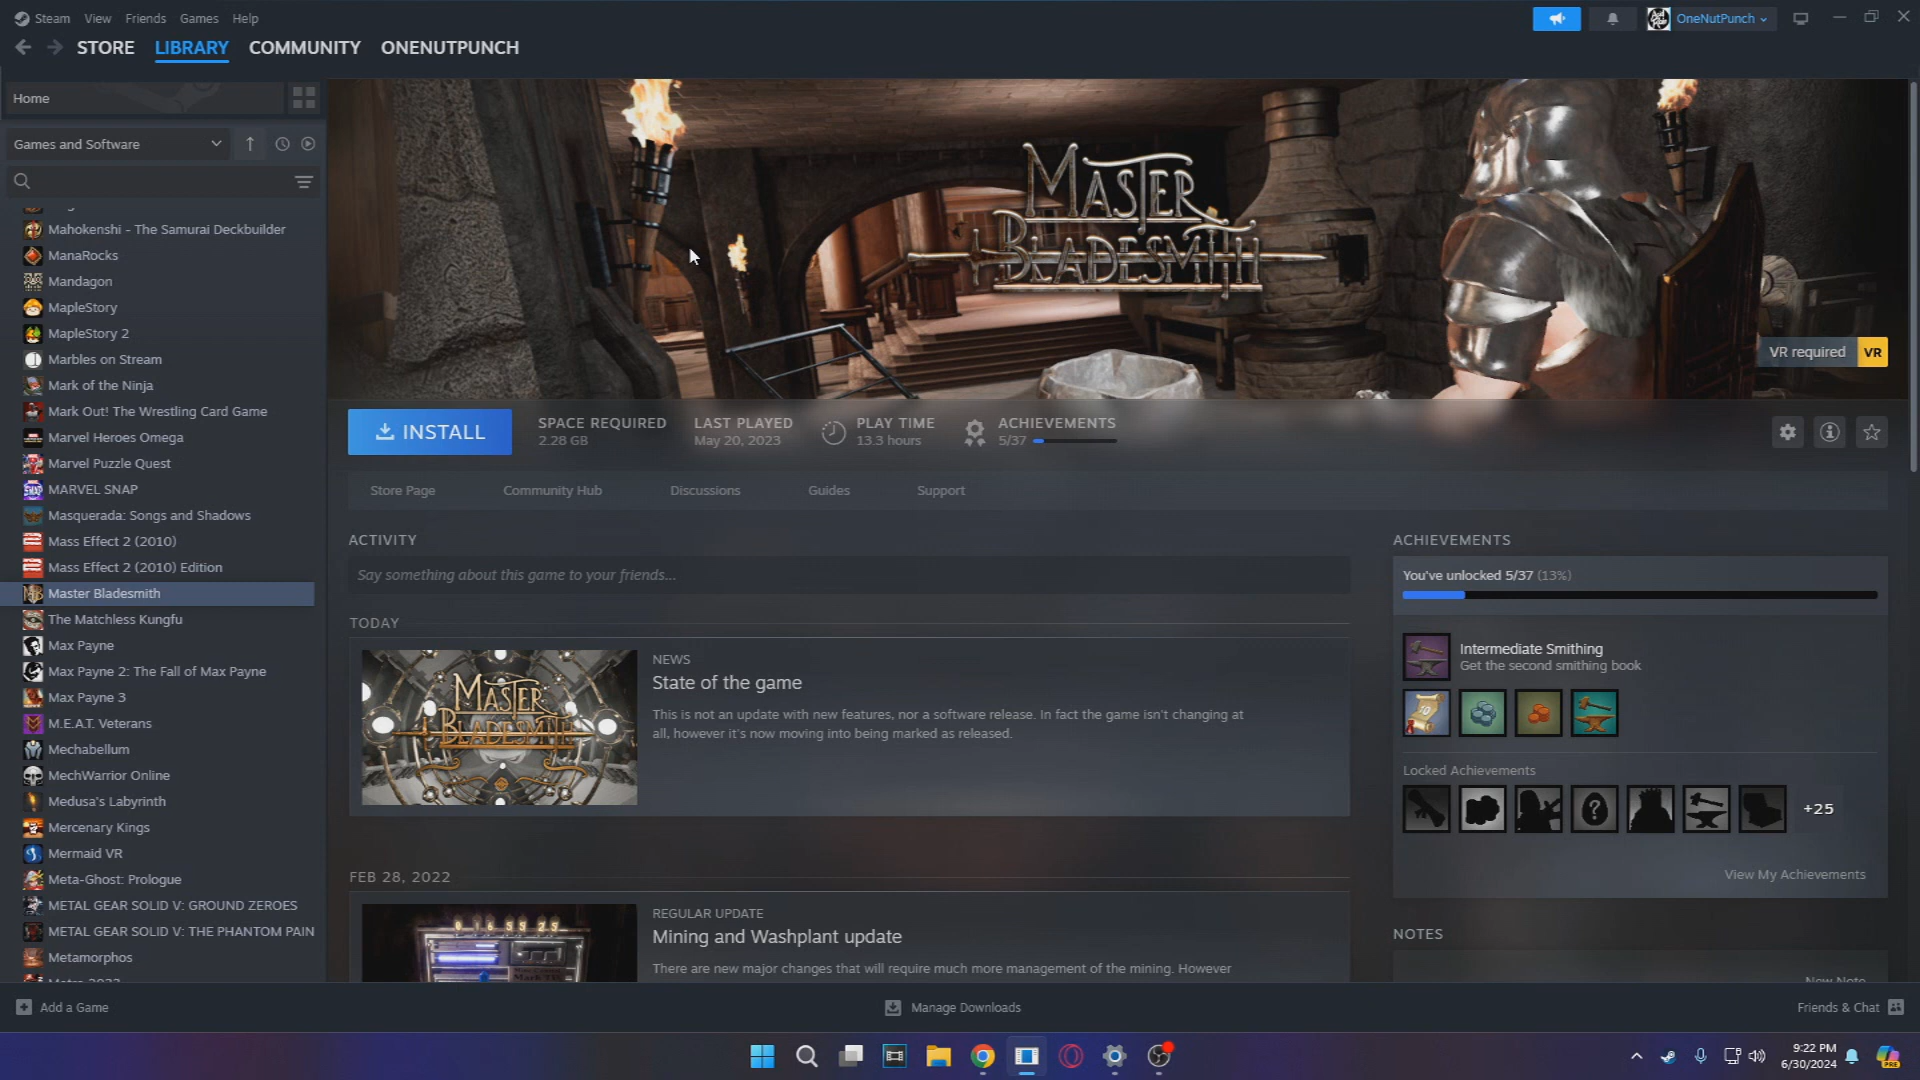 Steam View Friends Games Help
OneNutPunch
STORE LIBRARY COMMUNITY ONENUTPUNCH
Home
Games and Software
Mahokenshi - The Samurai Deckbuilder
ManaRocks
Mandagon
MapleStory
MapleStory 2
Marbles on Stream
Mark of the Ninja
Mark Out! The Wrestling Card Game
Marvel Heroes Omega
Marvel Puzzle Quest
MARVEL SNAP
Masquerada: Songs and Shadows
Mass Effect 2 (2010)
Mass Effect 2 (2010) Edition
Master Bladesmith
The Matchless Kungfu
Max Payne
Max Payne 2: The Fall of Max Payne
Max Payne 3
M.E.A.T. Veterans
Mechabellum
MechWarrior Online
Medusa's Labyrinth
Mercenary Kings
Mermaid VR
Meta-Ghost: Prologue
METAL GEAR SOLID V: GROUND ZEROES
METAL GEAR SOLID V: THE PHANTOM PAIN
Metamorphos
MASTER
BLADESMITH
VR required VR
INSTALL
SPACE REQUIRED
2.28 GB
LAST PLAYED
May 20, 2023
PLAY TIME
13.3 hours
ACHIEVEMENTS
5/37
Store Page Community Hub Discussions Guides Support
ACTIVITY
Say something about this game to your friends...
TODAY
MASTER
BLADESMITH
NEWS
State of the game
This is not an update with new features, nor a software release. In fact the game isn't changing at
all, however it's now moving into being marked as released.
FEB 28, 2022
REGULAR UPDATE
Mining and Washplant update
There are new major changes that will require much more management of the mining. However
ACHIEVEMENTS
You've unlocked 5/37 (13%)
Intermediate Smithing
Get the second smithing book
Locked Achievements
+25
View My Achievements
NOTES
New Note
Add a Game
Manage Downloads
Friends & Chat
9:22 PM
6/30/2024